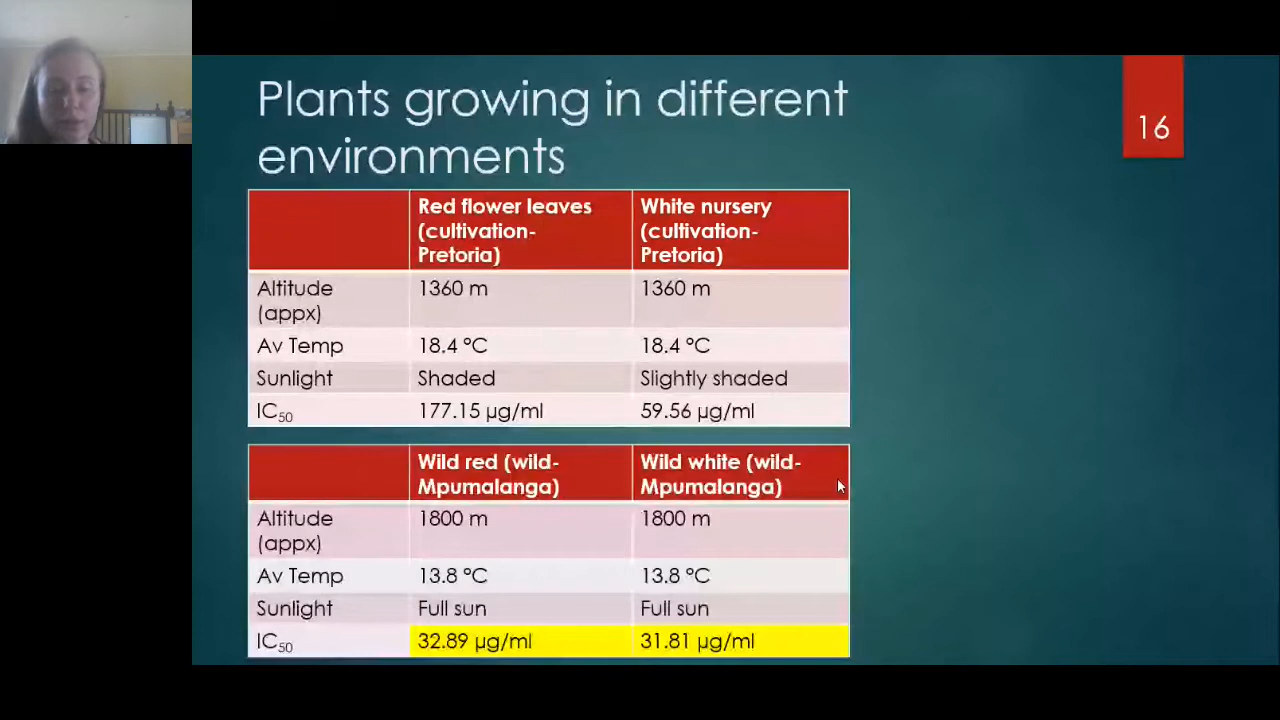 Plants growing in different
environments
16
Red flower leaves
(cultivation-
Pretoria)
White nursery
(cultivation-
Pretoria)
Altitude
(appx)
1360 m
1360 m
Av Temp
18.4 °C
18.4 °C
Sunlight
Shaded
Slightly shaded
IC50
177.15 µg/ml
59.56 µg/ml
Wild red (wild-
Mpumalanga)
Wild white (wild-
Mpumalanga)
Altitude
(appx)
1800 m
1800 m
Av Temp
13.8 °C
13.8 °C
Sunlight
Full sun
Full sun
IC50
32.89 µg/ml
31.81 µg/ml